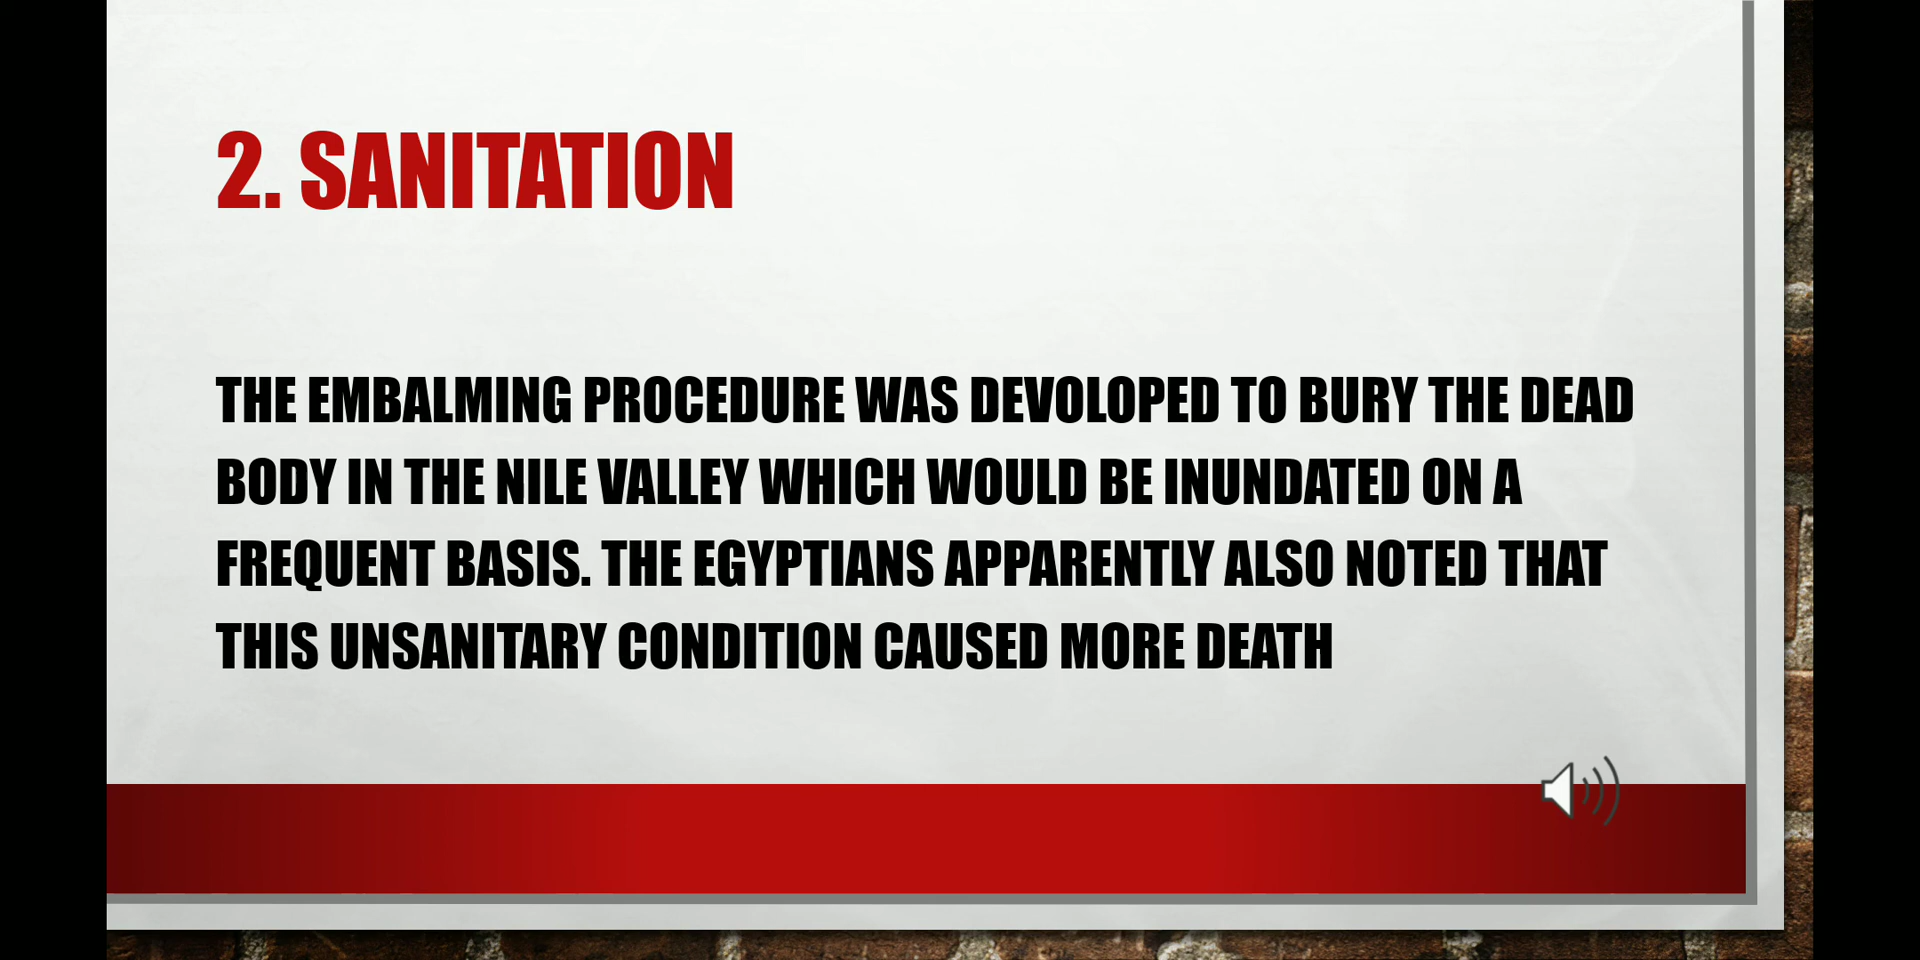 2. SANITATION
THE EMBALMING PROCEDURE WAS DEVOLOPED TO BURY THE DEAD
BODY IN THE NILE VALLEY WHICH WOULD BE INUNDATED ON A
FREQUENT BASIS. THE EGYPTIANS APPARENTLY ALSO NOTED THAT
THIS UNSANITARY CONDITION CAUSED MORE DEATH